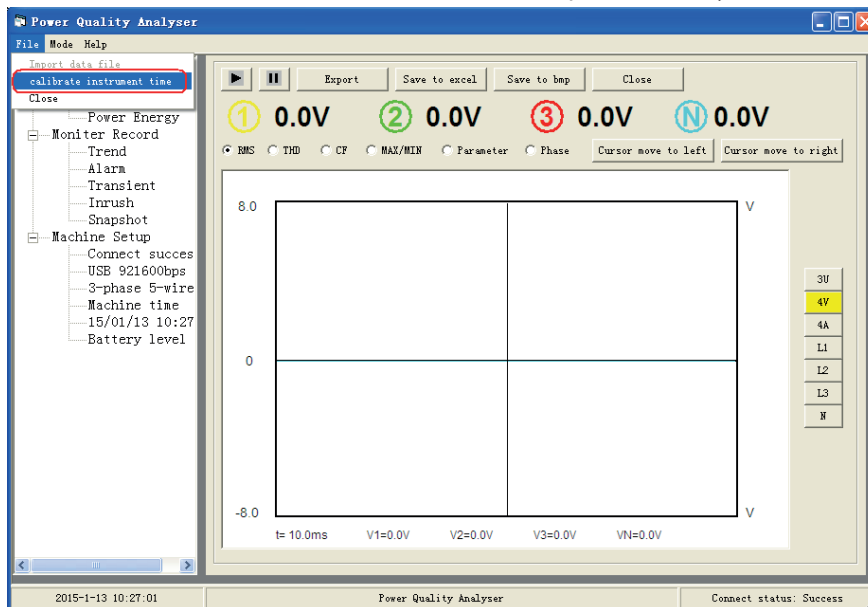 Power Quality Analyser
File Mode Help
Import data file
calibrate instrument time
Close
Power Energy
Moniter Record
Trend
Alarm
Transient
Inrush
Snapshot
Machine Setup
Connect succes
USB 921600bps
3-phase 5-wire
Machine time
15/01/13 10:27
Battery level
Export Save to excel Save to bmp Close
1 0.0V 2 0.0V 3 0.0V N 0.0V
RMS THD CF MAX/MIN Parameter Phase Cursor move to left Cursor move to right
8.0 V
0
-8.0 V
t= 10.0ms V1=0.0V V2=0.0V V3=0.0V VN=0.0V
3U
4V
4A
L1
L2
L3
N
2015-1-13 10:27:01 Power Quality Analyser Connect status: Success